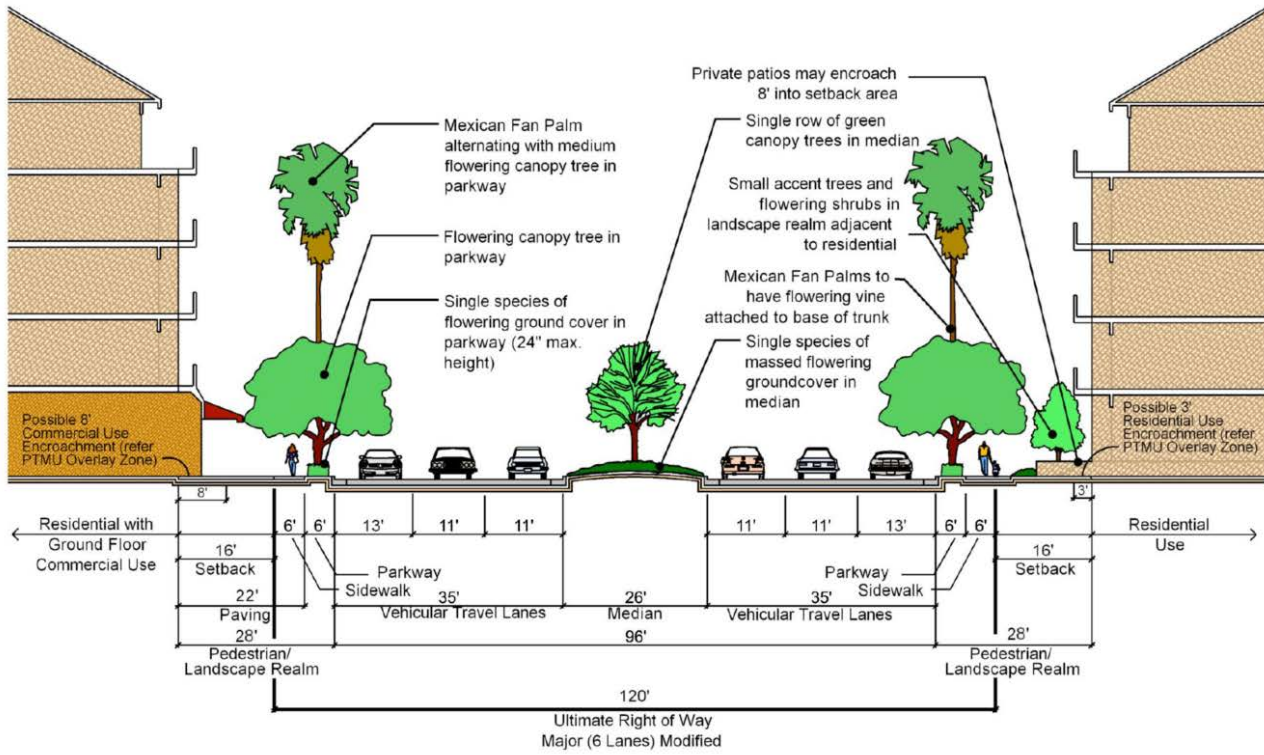 Private patios may encroach
8' into setback area
Mexican Fan Palm
alternating with medium
flowering canopy tree in
parkway
Single row of green
canopy trees in median
Small accent trees and
flowering shrubs in
landscape realm adjacent
to residential
Flowering canopy tree in
parkway
Mexican Fan Palms to
have flowering vine
attached to base of trunk
Single species of
flowering ground cover in
parkway (24" max.
height)
Single species of
massed flowering
groundcover in
median
Possible 8'
Commercial Use
Encroachment (refer
PTMU Overlay Zone)
Possible 3'
Residential Use
Encroachment (refer
PTMU Overlay Zone)
8'
3'
Residential with
Ground Floor
Commercial Use
6'
6'
13'
11'
11'
11'
11'
13'
6'
6'
Residential
Use
16'
Setback
Parkway
Sidewalk
Parkway
Sidewalk
16'
Setback
22'
Paving
35'
Vehicular Travel Lanes
26'
Median
35'
Vehicular Travel Lanes
28'
Pedestrian/
Landscape Realm
96'
28'
Pedestrian/
Landscape Realm
120'
Ultimate Right of Way
Major (6 Lanes) Modified